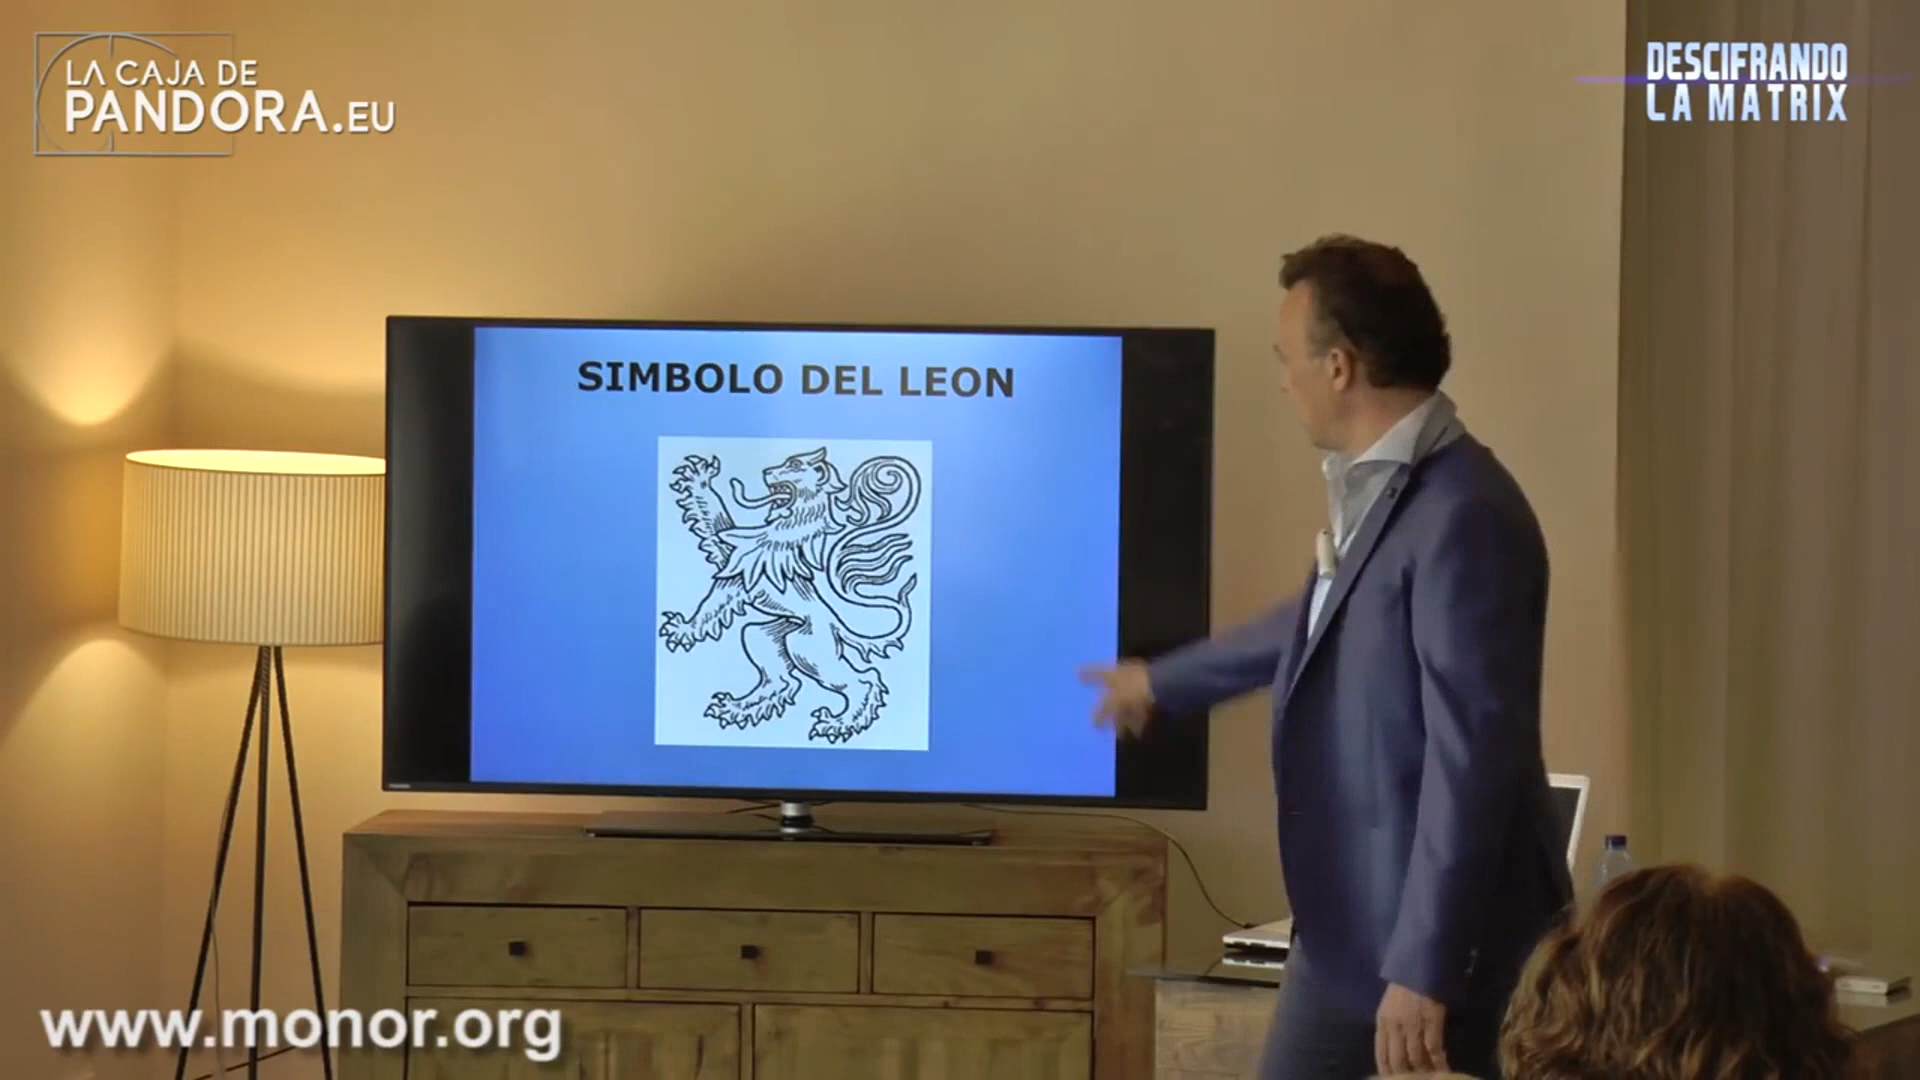 LA CAJA DE
PANDORA.EU
DESCIFRANDO
LA MATRIX
SIMBOLO DEL LEON
www.monor.org